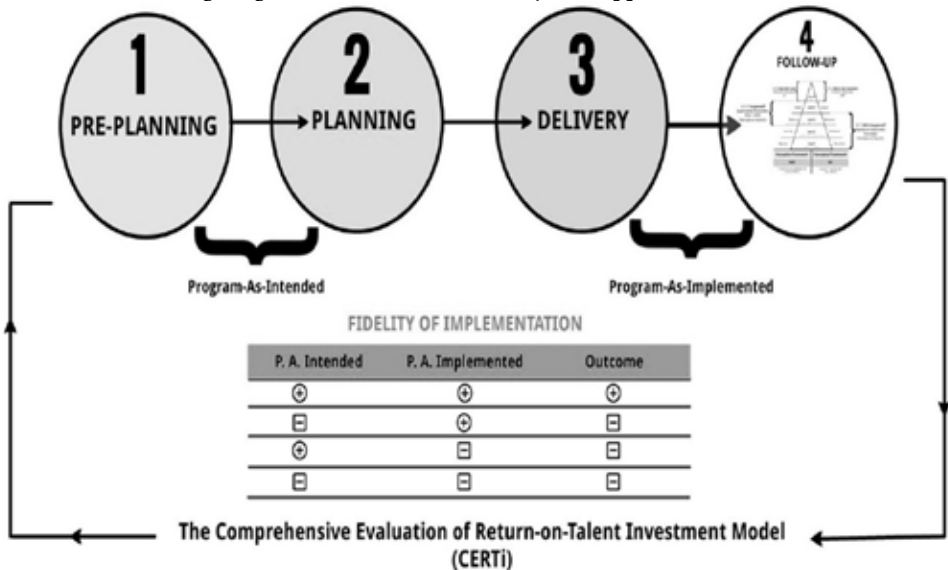 1
PRE-PLANNING
2
PLANNING
3
DELIVERY
4
FOLLOW-UP
Program-As-Intended
Program-As-Implemented
FIDELITY OF IMPLEMENTATION
P. A. Intended P. A. Implemented Outcome
+ + +
- + -
+ - -
- - -
The Comprehensive Evaluation of Return-on-Talent Investment Model
(CERTi)